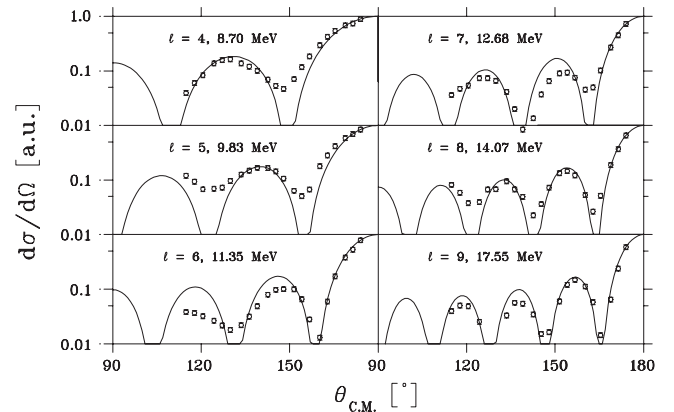 1.0
0.1
0.01
0.1
0.01
0.1
0.01
dσ/dΩ [a.u.]
ℓ = 4, 8.70 MeV
ℓ = 7, 12.68 MeV
ℓ = 5, 9.83 MeV
ℓ = 8, 14.07 MeV
ℓ = 6, 11.35 MeV
ℓ = 9, 17.55 MeV
90 120 150 90 120 150 180
θ C.M. [°]